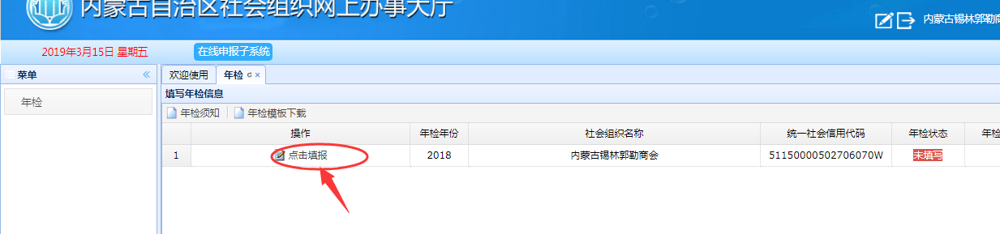 内蒙古自治区社会组织网上办事大厅
内蒙古锡林郭勒商
2019年3月15日 星期五
在线申报子系统
菜单
欢迎使用
年检
年检
填写年检信息
年检须知
年检模板下载
操作
年检年份
社会组织名称
统一社会信用代码
年检状态
年检
1
点击填报
2018
内蒙古锡林郭勒商会
51150000502706070W
未填写